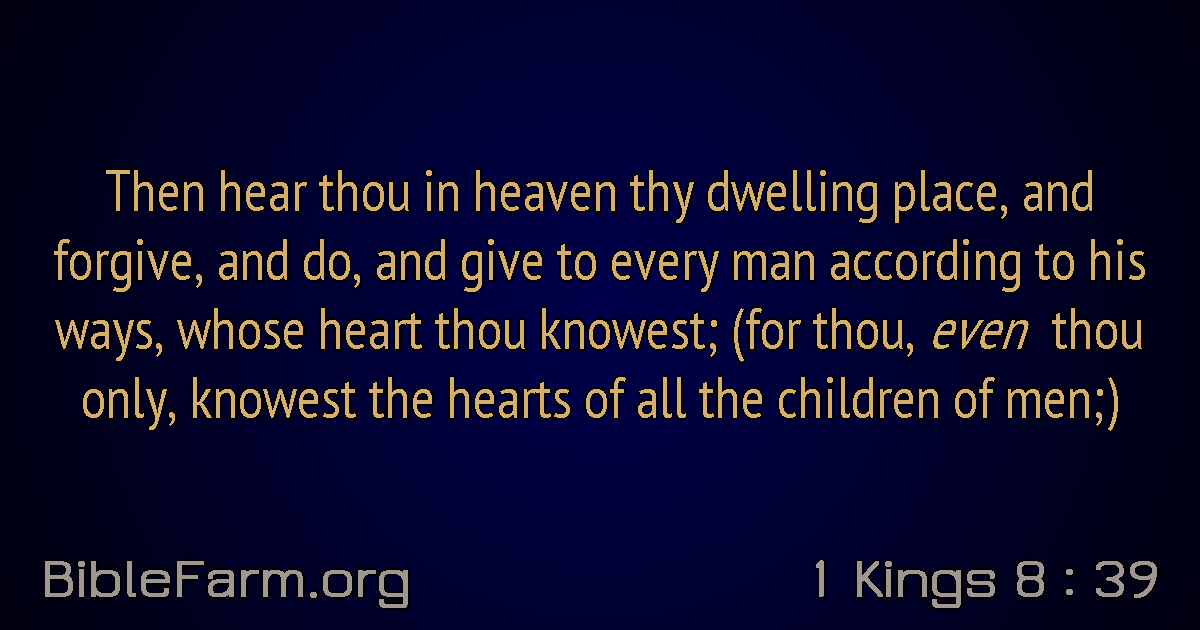 Then hear thou in heaven thy dwelling place, and
forgive, and do, and give to every man according to his
ways, whose heart thou knowest; (for thou, even thou
only, knowest the hearts of all the children of men;)
BibleFarm.org
1 Kings 8 : 39